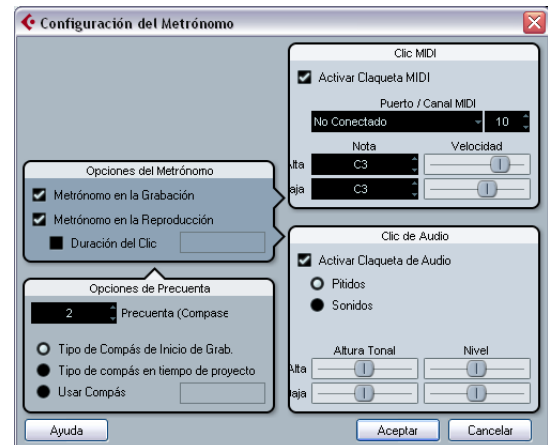 Configuración del Metrónomo
Clic MIDI
Activar Claqueta MIDI
Puerto / Canal MIDI
No Conectado 10
Nota Velocidad
lta C3
aja C3
Opciones del Metrónomo
Metrónomo en la Grabación
Metrónomo en la Reproducción
Duración del Clic
Opciones de Precuenta
2 Precuenta (Compase
Tipo de Compás de Inicio de Grab.
Tipo de compás en tiempo de proyecto
Usar Compás
Clic de Audio
Activar Claqueta de Audio
Pitidos
Sonidos
Altura Tonal Nivel
Alta
aja
Ayuda
Aceptar
Cancelar